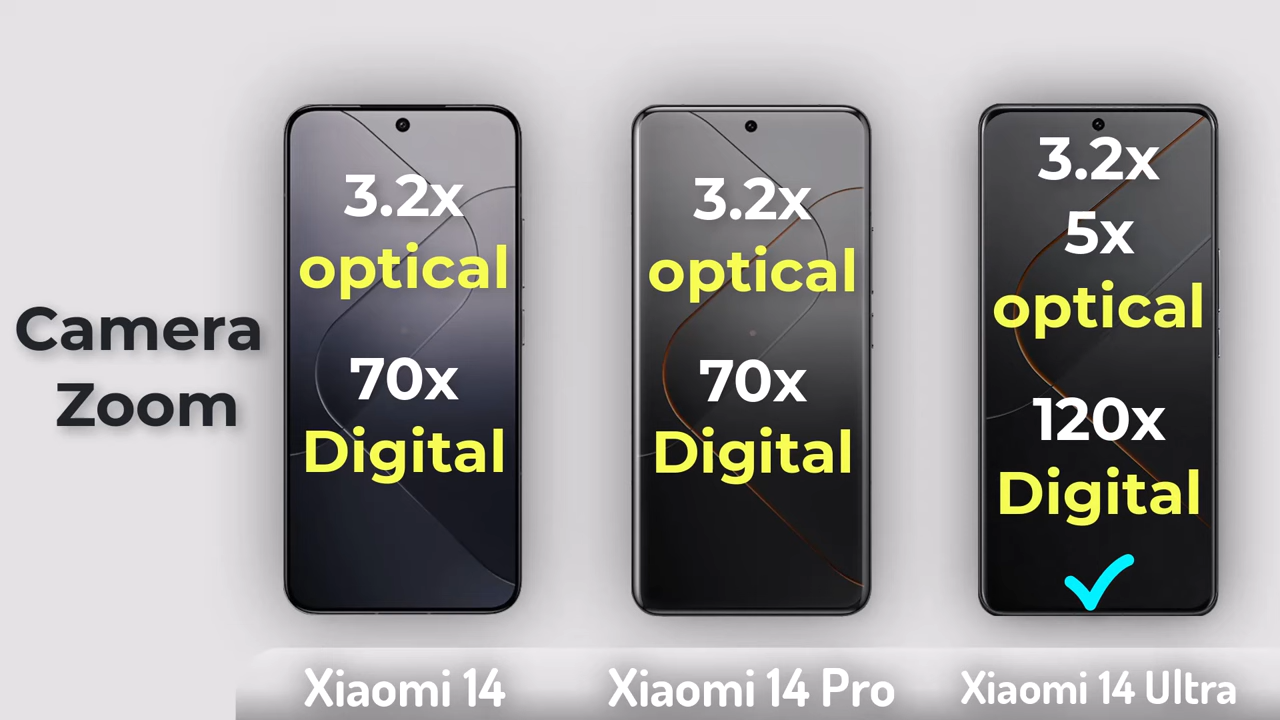 Camera
Zoom
3.2x
optical
70x
Digital
3.2x
optical
70x
Digital
3.2x
5x
optical
120x
Digital
Xiaomi 14
Xiaomi 14 Pro
Xiaomi 14 Ultra